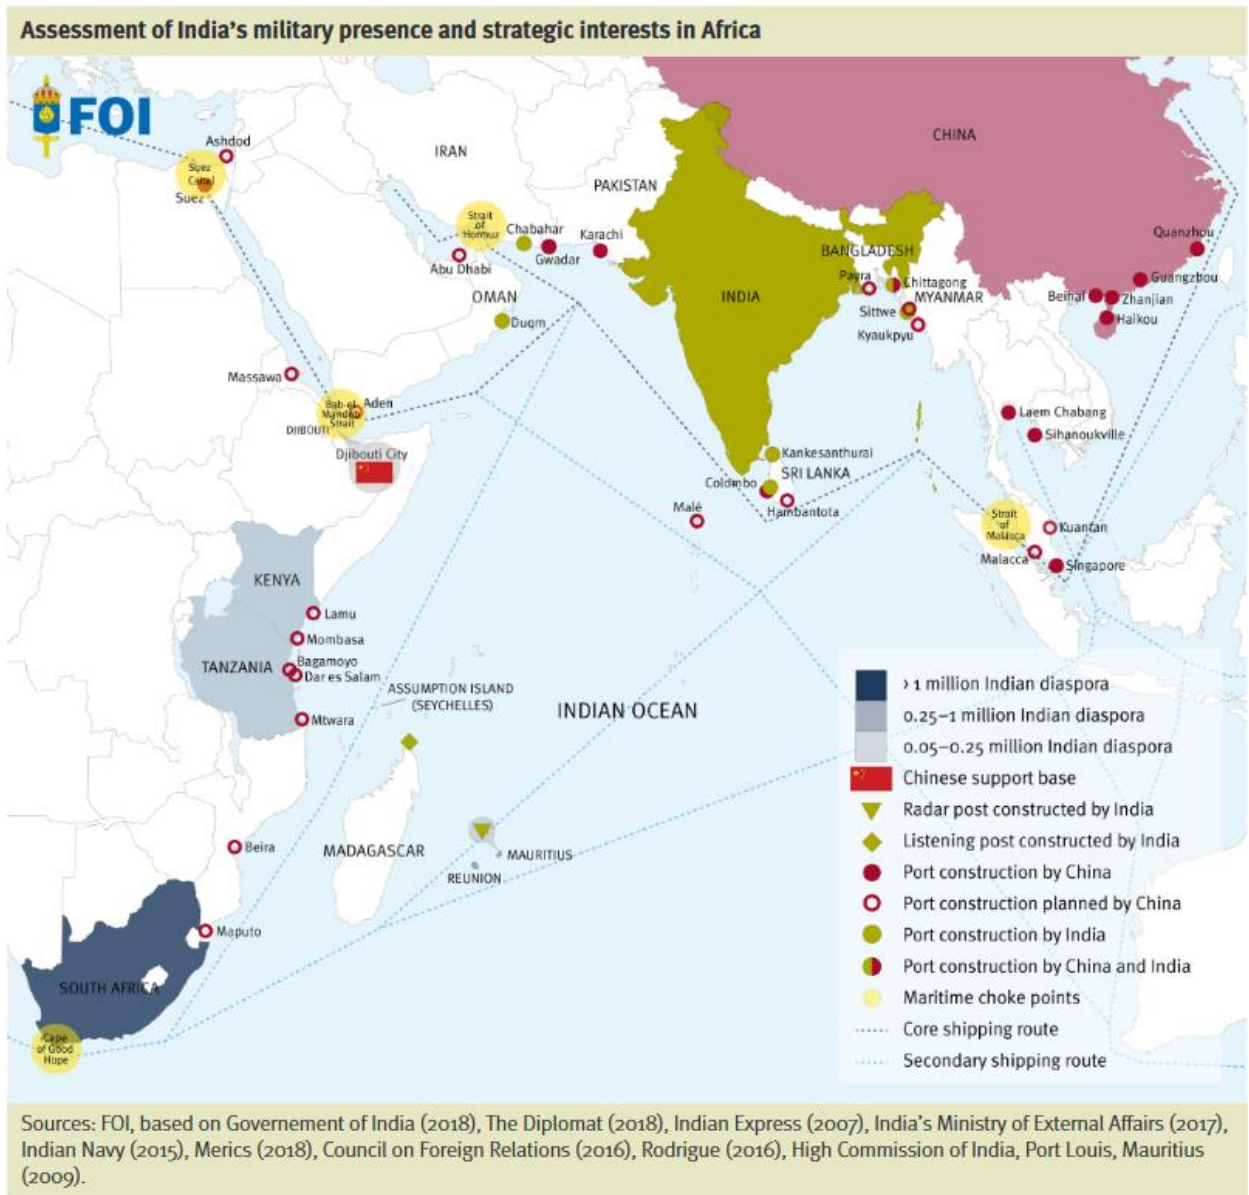 Assessment of India's military presence and strategic interests in Africa
FOI
Ashdod
Suez
Canal
Suez
IRAN
PAKISTAN
CHINA
Strait
of
Hormuz
Chabahar
Gwadar
Karachi
Abu Dhabi
OMAN
Duqm
INDIA
BANGLADESH
Payra
Chittagong
MYANMAR
Sittwe
Kyaukpyu
Quanzhou
Guangzhou
Beihai
Zhanjian
Haikou
Massawa
Bab-el
Mandeb
Strait
Aden
DJIBOUTI
Djibouti City
Laem Chabang
Sihanoukville
Kankesanthurai
SRI LANKA
Colombo
Hambantota
Malé
Strait
of
Malacca
Kuantan
Malacca
Singapore
KENYA
Lamu
Mombasa
TANZANIA
Bagamoyo
Dar es Salam
Mtwara
ASSUMPTION ISLAND
(SEYCHELLES)
INDIAN OCEAN
MADAGASCAR
MAURITIUS
REUNION
Beira
Maputo
SOUTH AFRICA
Cape
of Good
Hope
> 1 million Indian diaspora
0.25–1 million Indian diaspora
0.05–0.25 million Indian diaspora
Chinese support base
Radar post constructed by India
Listening post constructed by India
Port construction by China
Port construction planned by China
Port construction by India
Port construction by China and India
Maritime choke points
Core shipping route
Secondary shipping route
Sources: FOI, based on Governement of India (2018), The Diplomat (2018), Indian Express (2007), India's Ministry of External Affairs (2017),
Indian Navy (2015), Merics (2018), Council on Foreign Relations (2016), Rodrigue (2016), High Commission of India, Port Louis, Mauritius
(2009).